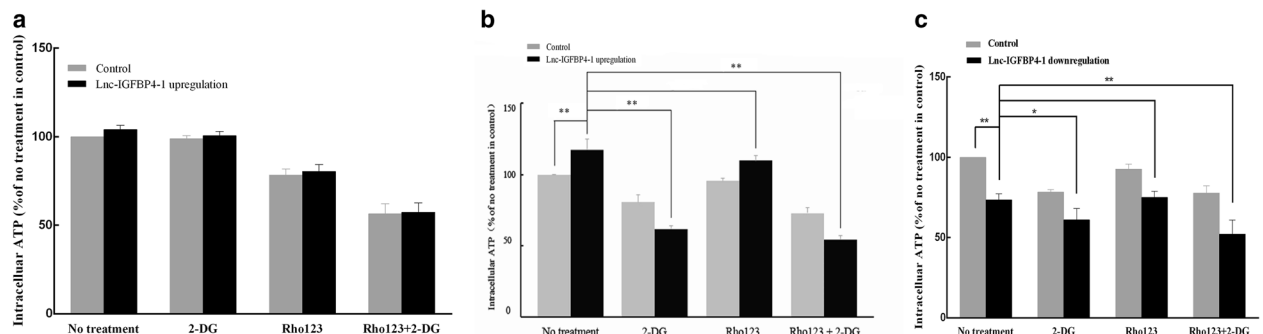 a
Intracelluar ATP (%of no treatment in control)
150
100
50
0
Control
Lnc-IGFBP4-1 upregulation
No treatment 2-DG Rho123 Rho123+2-DG
b
Control
Lnc-IGFBP4-1 upregulation
Intracellular ATP (% of no treatment in control)
150
100
50
0
**
**
**
No treatment 2-DG Rho123 Rho123 + 2-DG
c
Control
Lnc-IGFBP4-1 downregulation
Intracelluar ATP (%of no treatment in control)
150
100
50
0
**
*
**
No treatment 2-DG Rho123 Rho123+2-DG